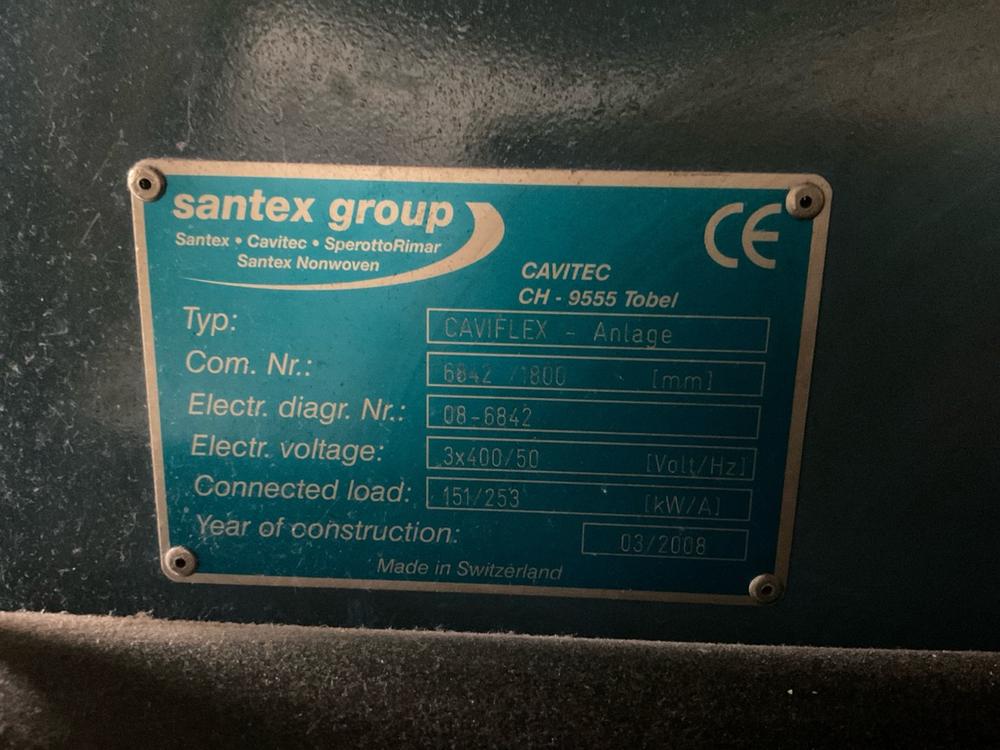 santex group
Santex • Cavitec • SperottoRimar
Santex Nonwoven
CE
CAVITEC
CH - 9555 Tobel
Typ: CAVIFLEX - Anlage
Com. Nr.: 6842 /1800 [mm]
Electr. diagr. Nr.: 08-6842
Electr. voltage: 3x400/50 [Volt/Hz]
Connected load: 151/253 [kW/A]
Year of construction: 03/2008
Made in Switzerland